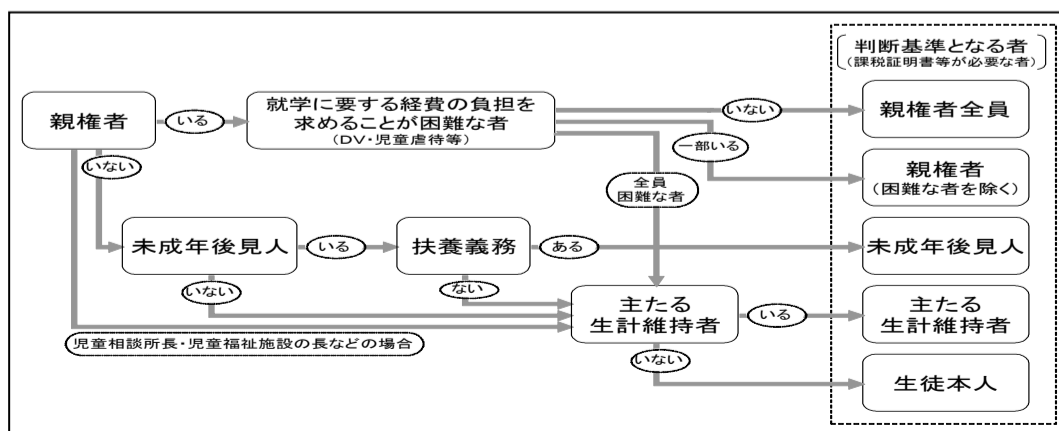 判断基準となる者
(課税証明書等が必要な者)
親権者
いる
就学に要する経費の負担を
求めることが困難な者
(DV・児童虐待等)
いない
親権者全員
一部いる
親権者
(困難な者を除く)
全員
困難な者
いない
未成年後見人
いる
扶養義務
ある
未成年後見人
いない
ない
主たる
生計維持者
いる
主たる
生計維持者
児童相談所長・児童福祉施設の長などの場合
いない
生徒本人